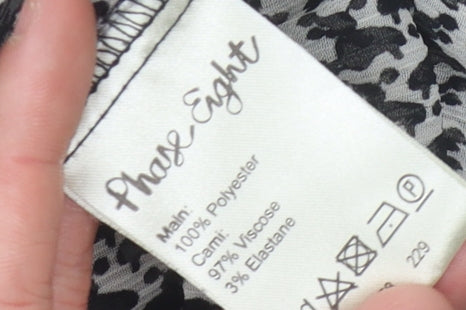 Phase Eight
Main:
100% Polyester
Cami:
97% Viscose
3% Elastane
P
229